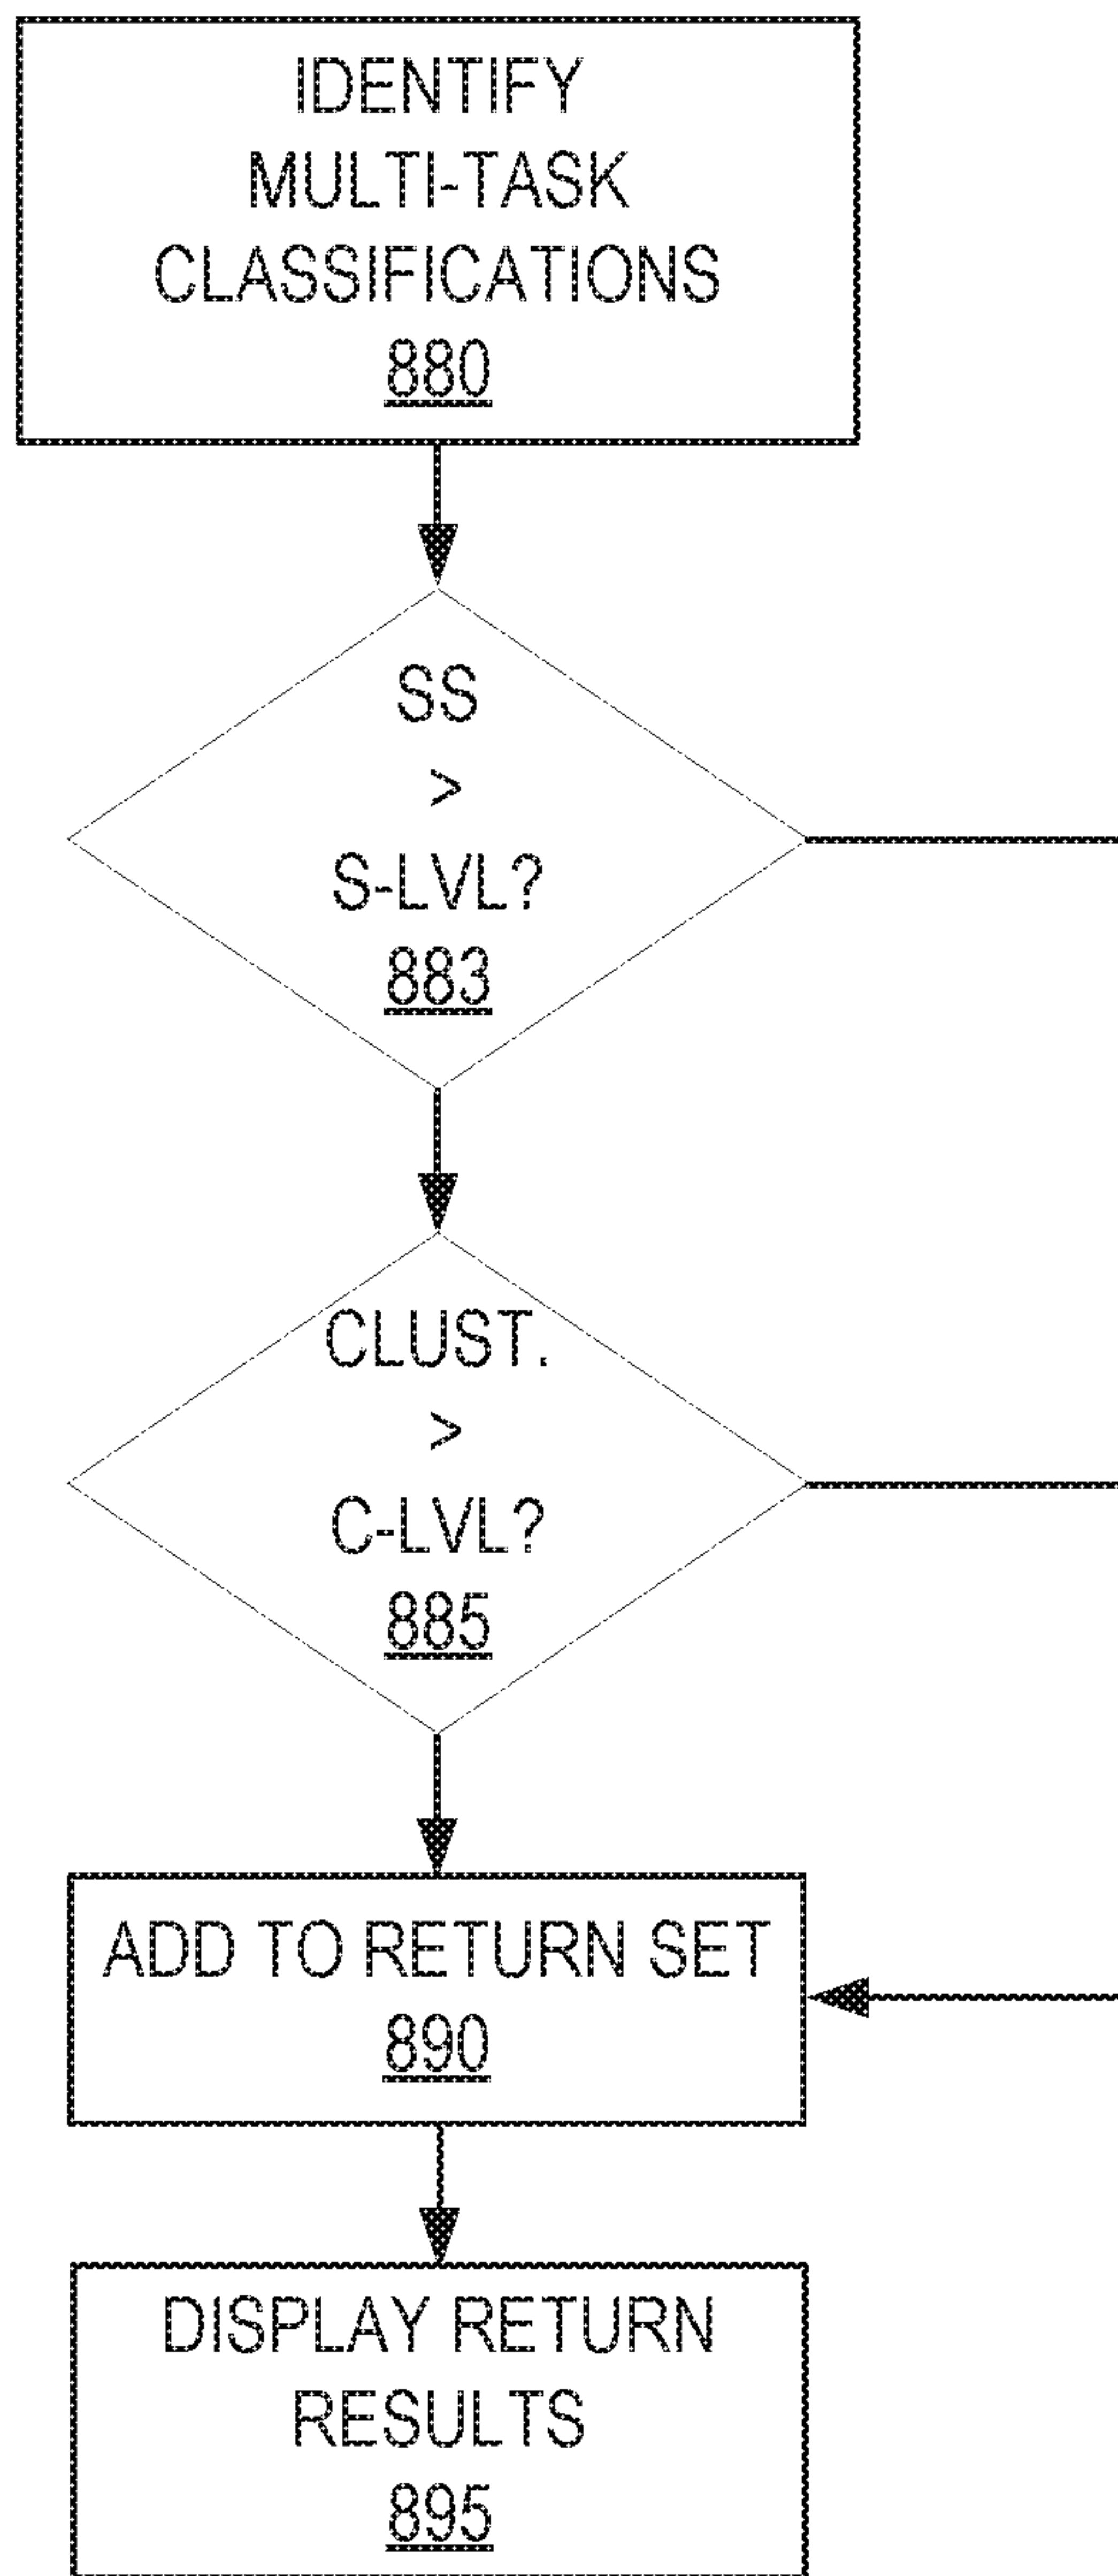 IDENTIFY
MULTI-TASK
CLASSIFICATIONS
880
SS
>
S-LVL?
883
CLUST.
>
C-LVL?
885
ADD TO RETURN SET
890
DISPLAY RETURN
RESULTS
895